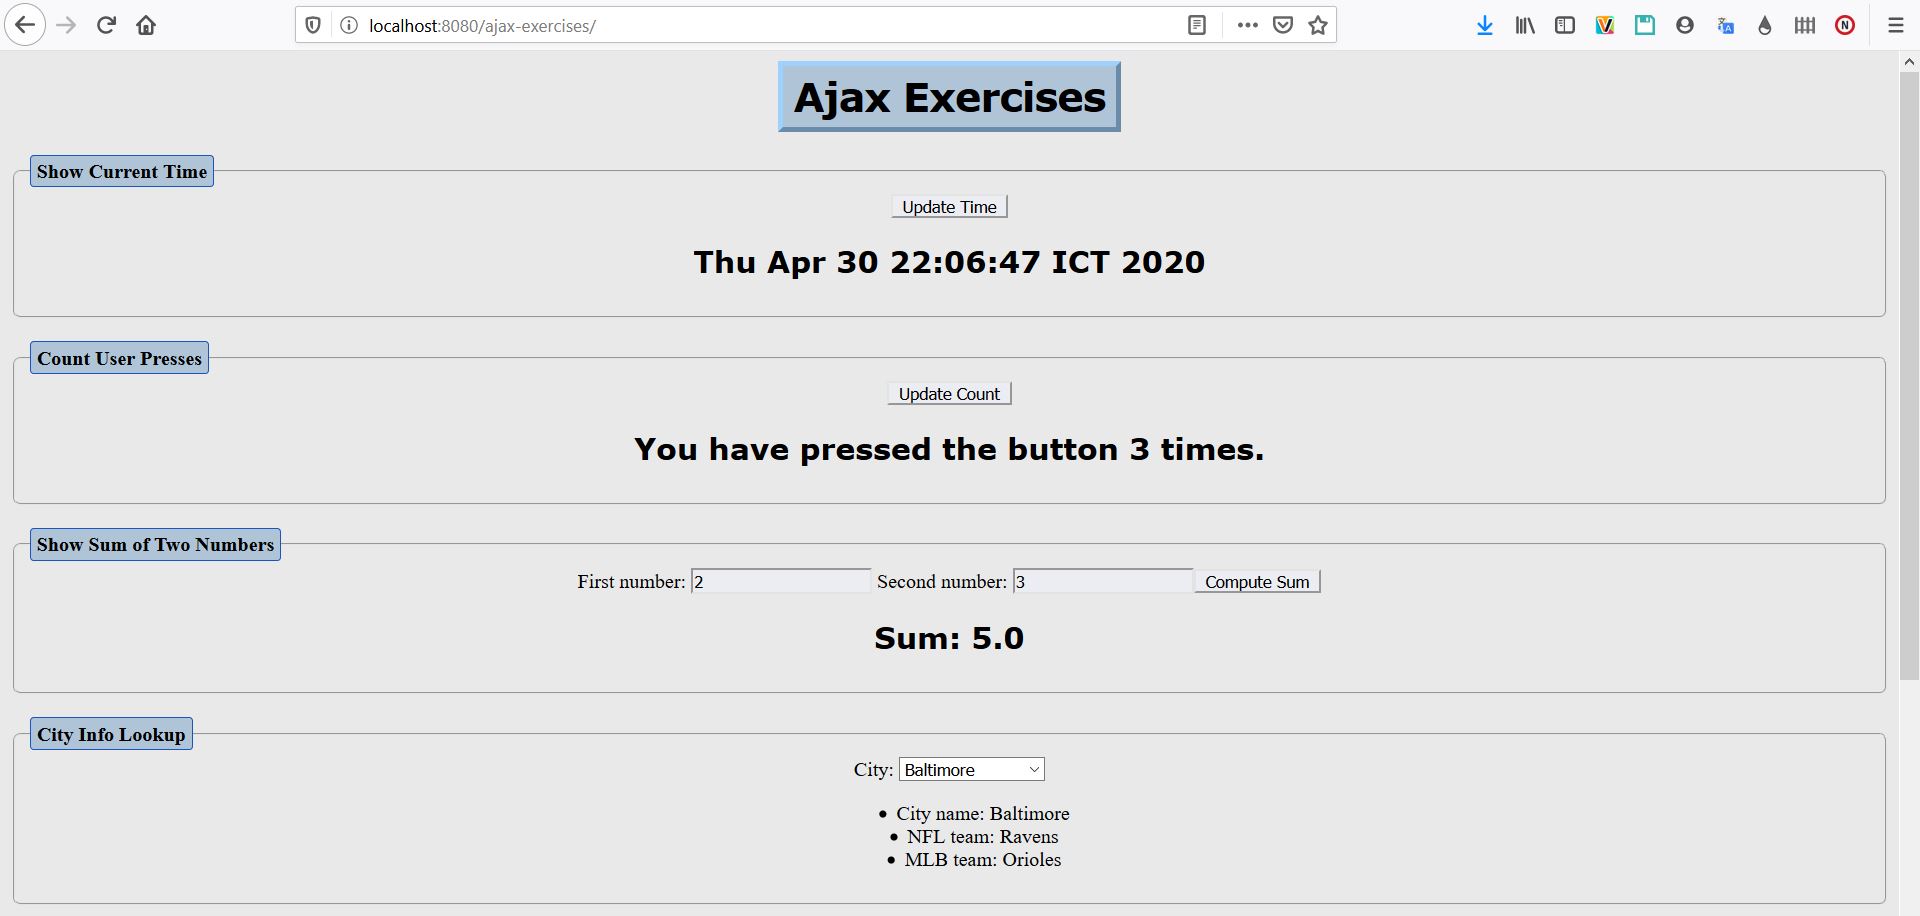 localhost:8080/ajax-exercises/
Ajax Exercises
Show Current Time
Update Time
Thu Apr 30 22:06:47 ICT 2020
Count User Presses
Update Count
You have pressed the button 3 times.
Show Sum of Two Numbers
First number: 2 Second number: 3 Compute Sum
Sum: 5.0
City Info Lookup
City: Baltimore
• City name: Baltimore
• NFL team: Ravens
• MLB team: Orioles